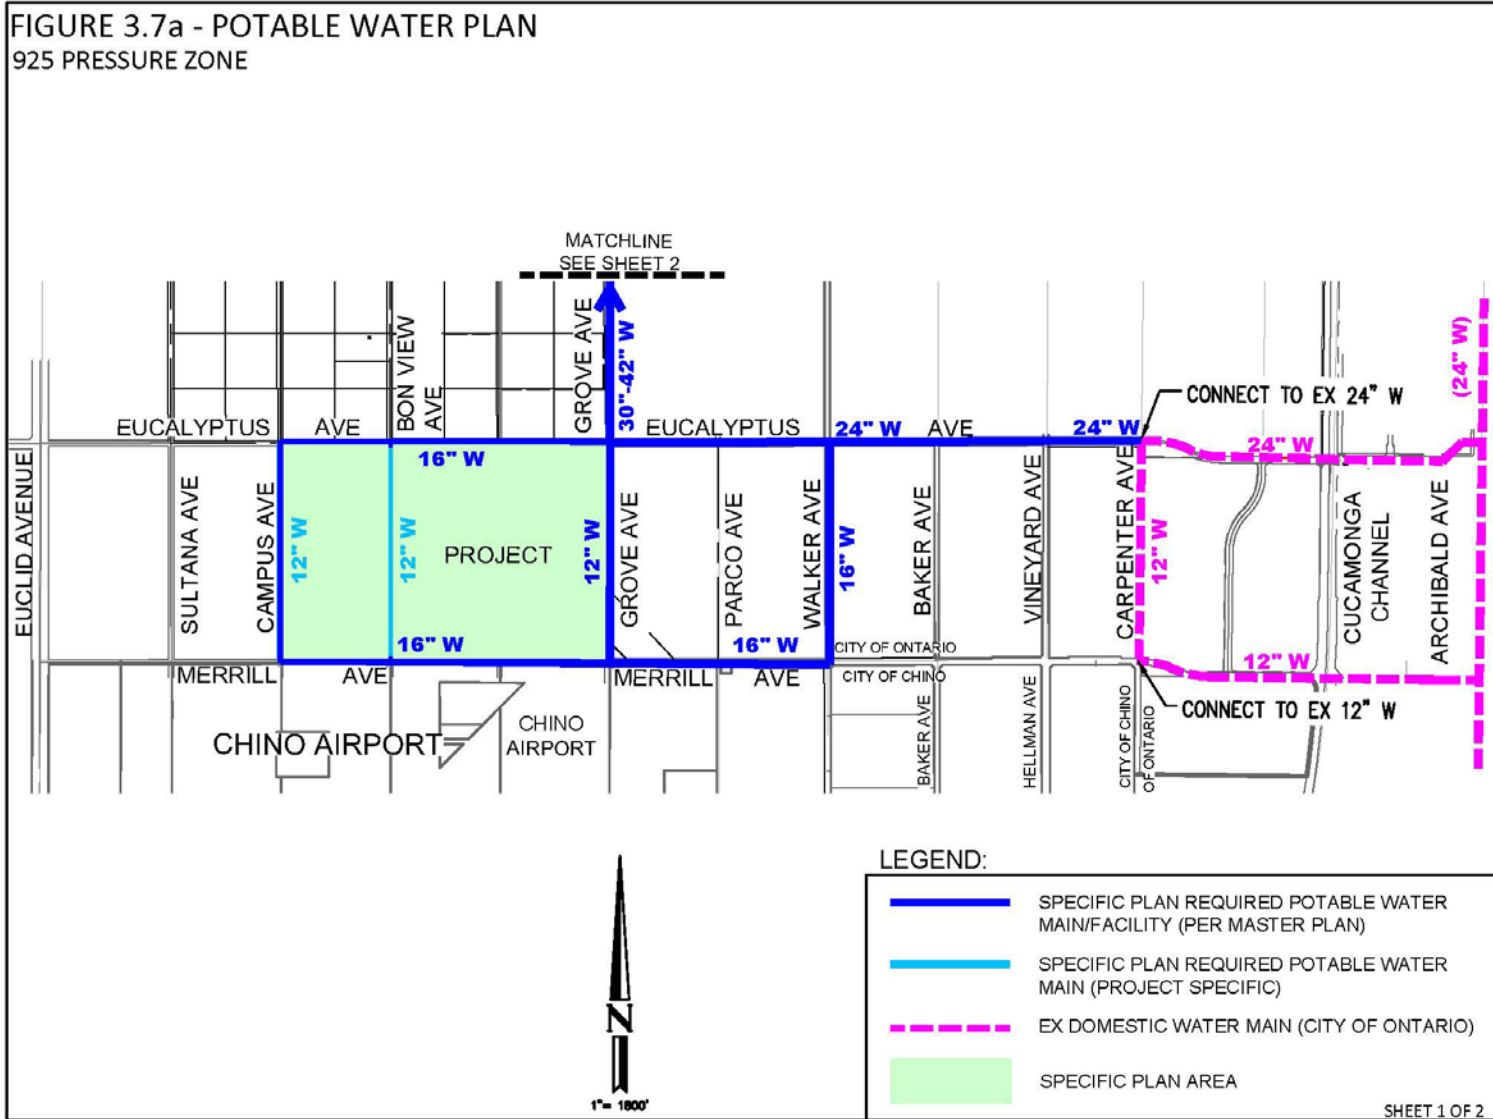 FIGURE 3.7a - POTABLE WATER PLAN
925 PRESSURE ZONE
MATCHLINE
SEE SHEET 2
BON VIEW
AVE
GROVE AVE
30"-42" W
(24" W)
CONNECT TO EX 24" W
EUCALYPTUS
AVE
EUCALYPTUS
24" W
AVE
24" W
24" W
16" W
EUCLID AVENUE
SULTANA AVE
CAMPUS AVE
12" W
12" W
PROJECT
12" W
GROVE AVE
PARCO AVE
WALKER AVE
16" W
BAKER AVE
VINEYARD AVE
CARPENTER AVE
12" W
CUCAMONGA
CHANNEL
ARCHIBALD AVE
16" W
16" W
CITY OF ONTARIO
CITY OF CHINO
12" W
MERRILL
AVE
MERRILL
AVE
CONNECT TO EX 12" W
CHINO AIRPORT
CHINO
AIRPORT
BAKER AVE
HELLMAN AVE
CITY OF CHINO
OF ONTARIO
N
1"= 1800'
LEGEND:
SPECIFIC PLAN REQUIRED POTABLE WATER
MAIN/FACILITY (PER MASTER PLAN)
SPECIFIC PLAN REQUIRED POTABLE WATER
MAIN (PROJECT SPECIFIC)
EX DOMESTIC WATER MAIN (CITY OF ONTARIO)
SPECIFIC PLAN AREA
SHEET 1 OF 2